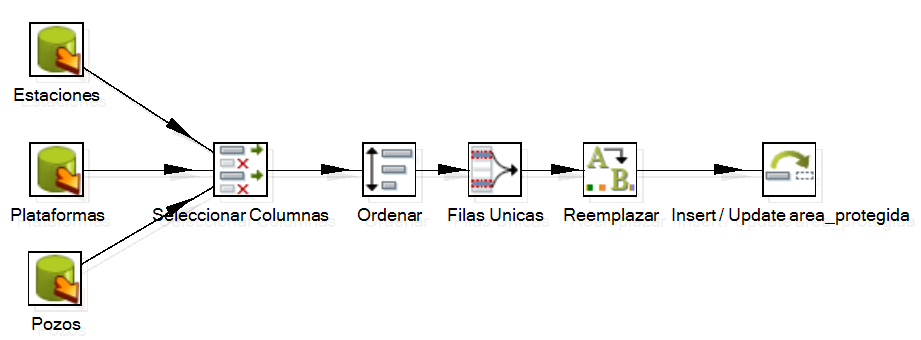 Estaciones
Plataformas
Seleccionar Columnas
Ordenar
Filas Unicas
A
B
Reemplazar
Insert / Update area_protegida
Pozos